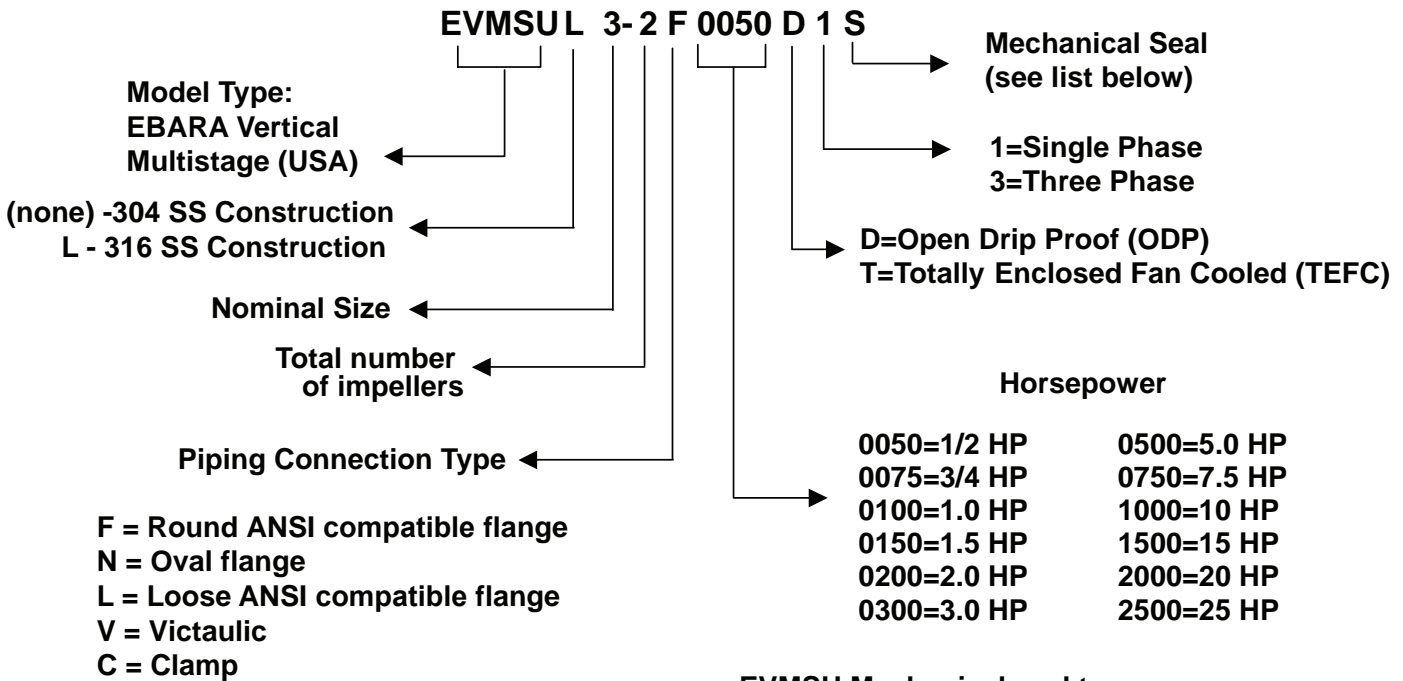 EVMSU L 3- 2 F 0050 D 1 S
Mechanical Seal
(see list below)
Model Type:
EBARA Vertical
Multistage (USA)
1=Single Phase
3=Three Phase
(none) -304 SS Construction
L - 316 SS Construction
D=Open Drip Proof (ODP)
T=Totally Enclosed Fan Cooled (TEFC)
Nominal Size
Total number
of impellers
Piping Connection Type
F = Round ANSI compatible flange
N = Oval flange
L = Loose ANSI compatible flange
V = Victaulic
C = Clamp
Horsepower
0050=1/2 HP 0500=5.0 HP
0075=3/4 HP 0750=7.5 HP
0100=1.0 HP 1000=10 HP
0150=1.5 HP 1500=15 HP
0200=2.0 HP 2000=20 HP
0300=3.0 HP 2500=25 HP